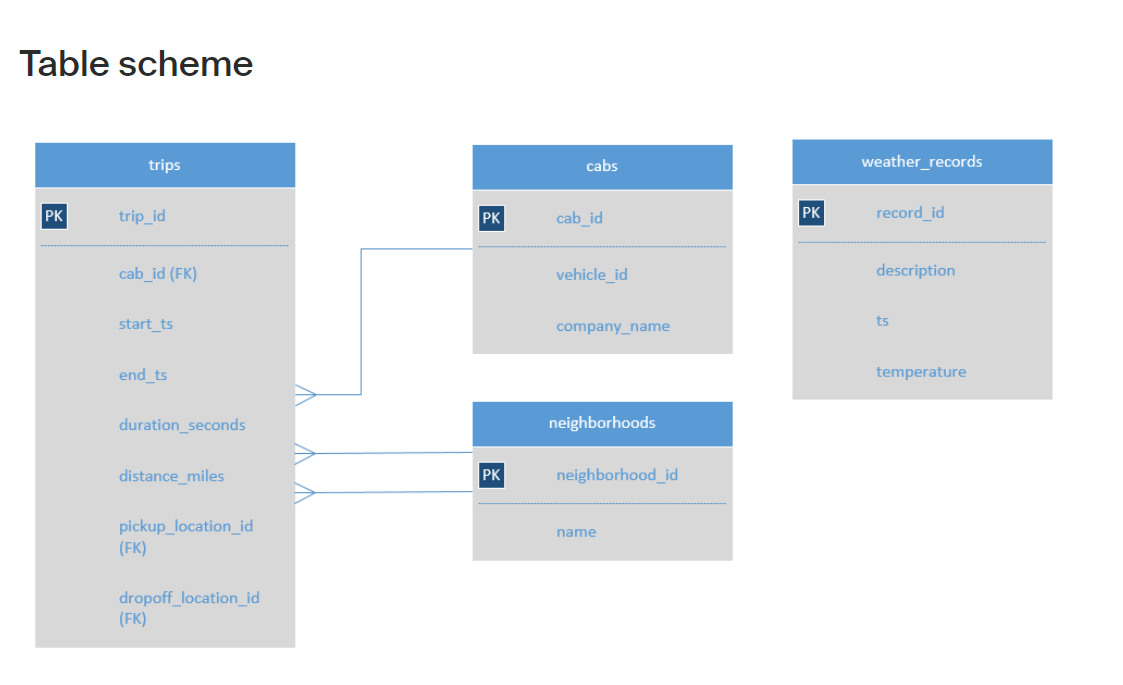 Table scheme
trips
PK trip_id
cab_id (FK)
start_ts
end_ts
duration_seconds
distance_miles
pickup_location_id
(FK)
dropoff_location_id
(FK)
cabs
PK cab_id
vehicle_id
company_name
neighborhoods
PK neighborhood_id
name
weather_records
PK record_id
description
ts
temperature